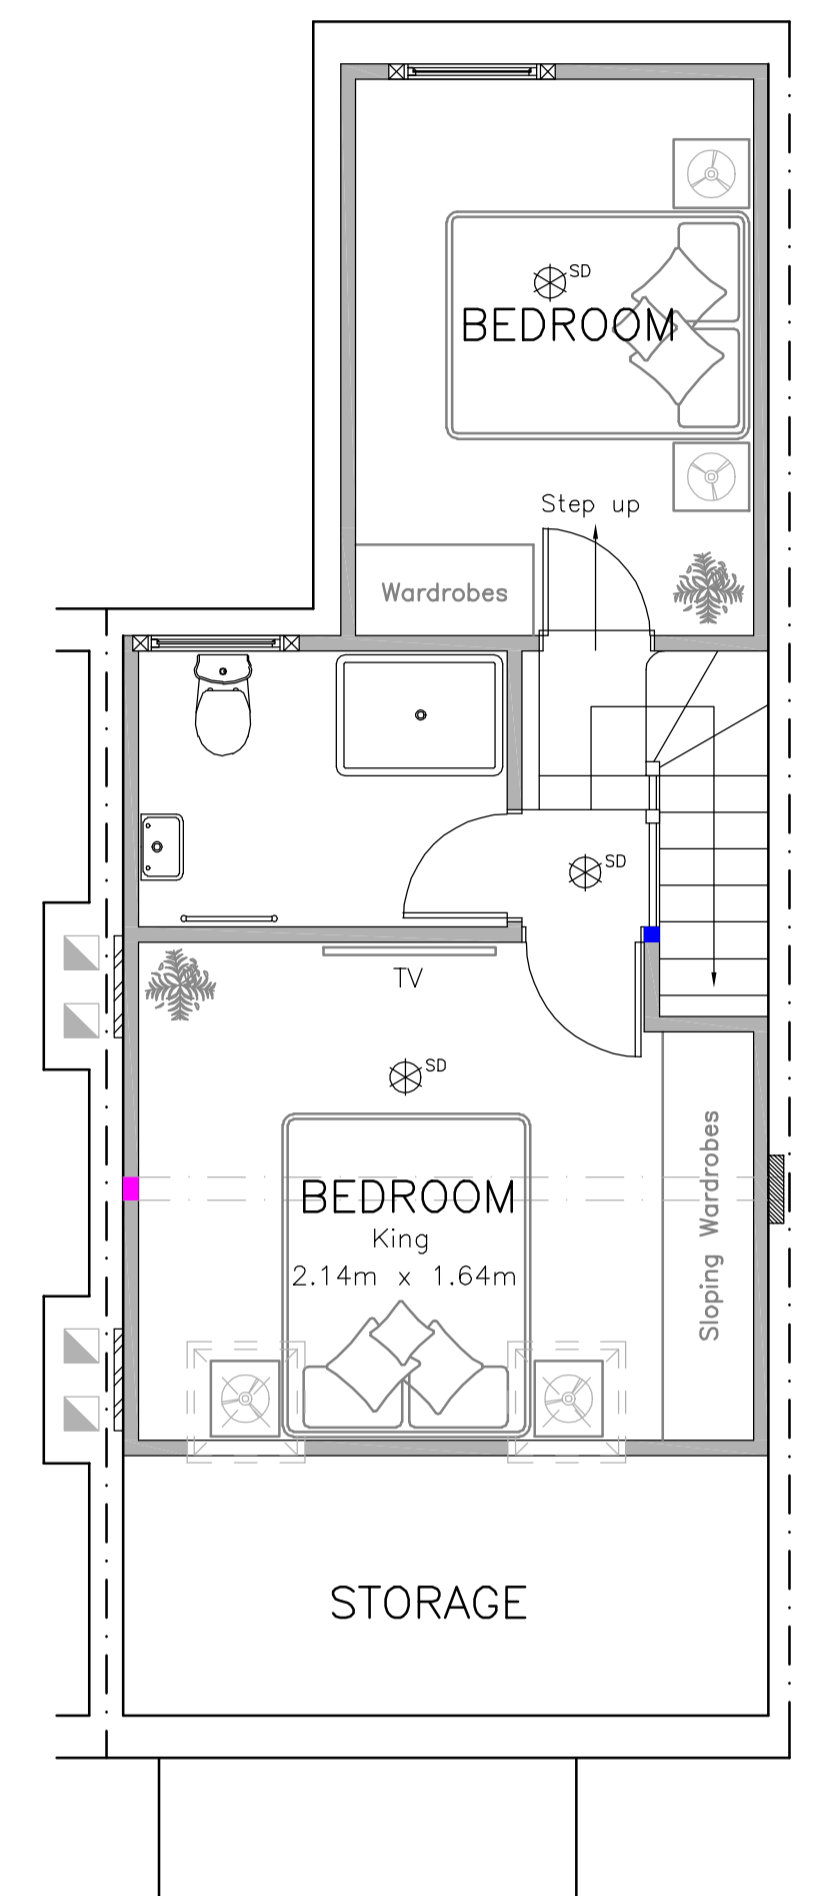 SD
BEDROOM
Step up
Wardrobes
SD
TV
SD
BEDROOM
King
2.14m x 1.64m
Sloping Wardrobes
STORAGE